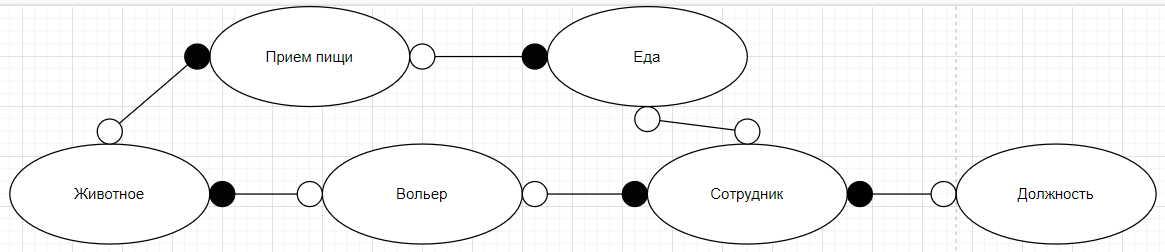 Прием пищи
Еда
Животное
Вольер
Сотрудник
Должность